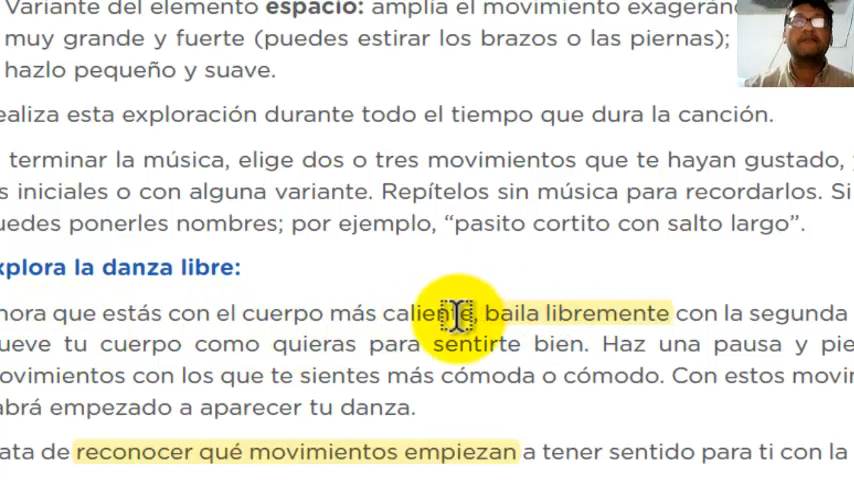 Variante del elemento espacio: amplía el movimiento
muy grande y fuerte (puedes estirar los brazos o las piernas);
hazlo pequeño y suave.
ealiza esta exploración durante todo el tiempo que dura la canción.
terminar la música, elige dos o tres movimientos que te hayan gustado,
s iniciales o con alguna variante. Repítelos sin música para recordarlos. Si
uedes ponerles nombres; por ejemplo, “pasito cortito con salto largo”.
xplora la danza libre:
hora que estás con el cuerpo más caliente, baila libremente con la segunda
ueve tu cuerpo como quieras para sentirte bien. Haz una pausa y pie
ovimientos con los que te sientes más cómoda o cómodo. Con estos movi
abrá empezado a aparecer tu danza.
ata de reconocer qué movimientos empiezan a tener sentido para ti con la